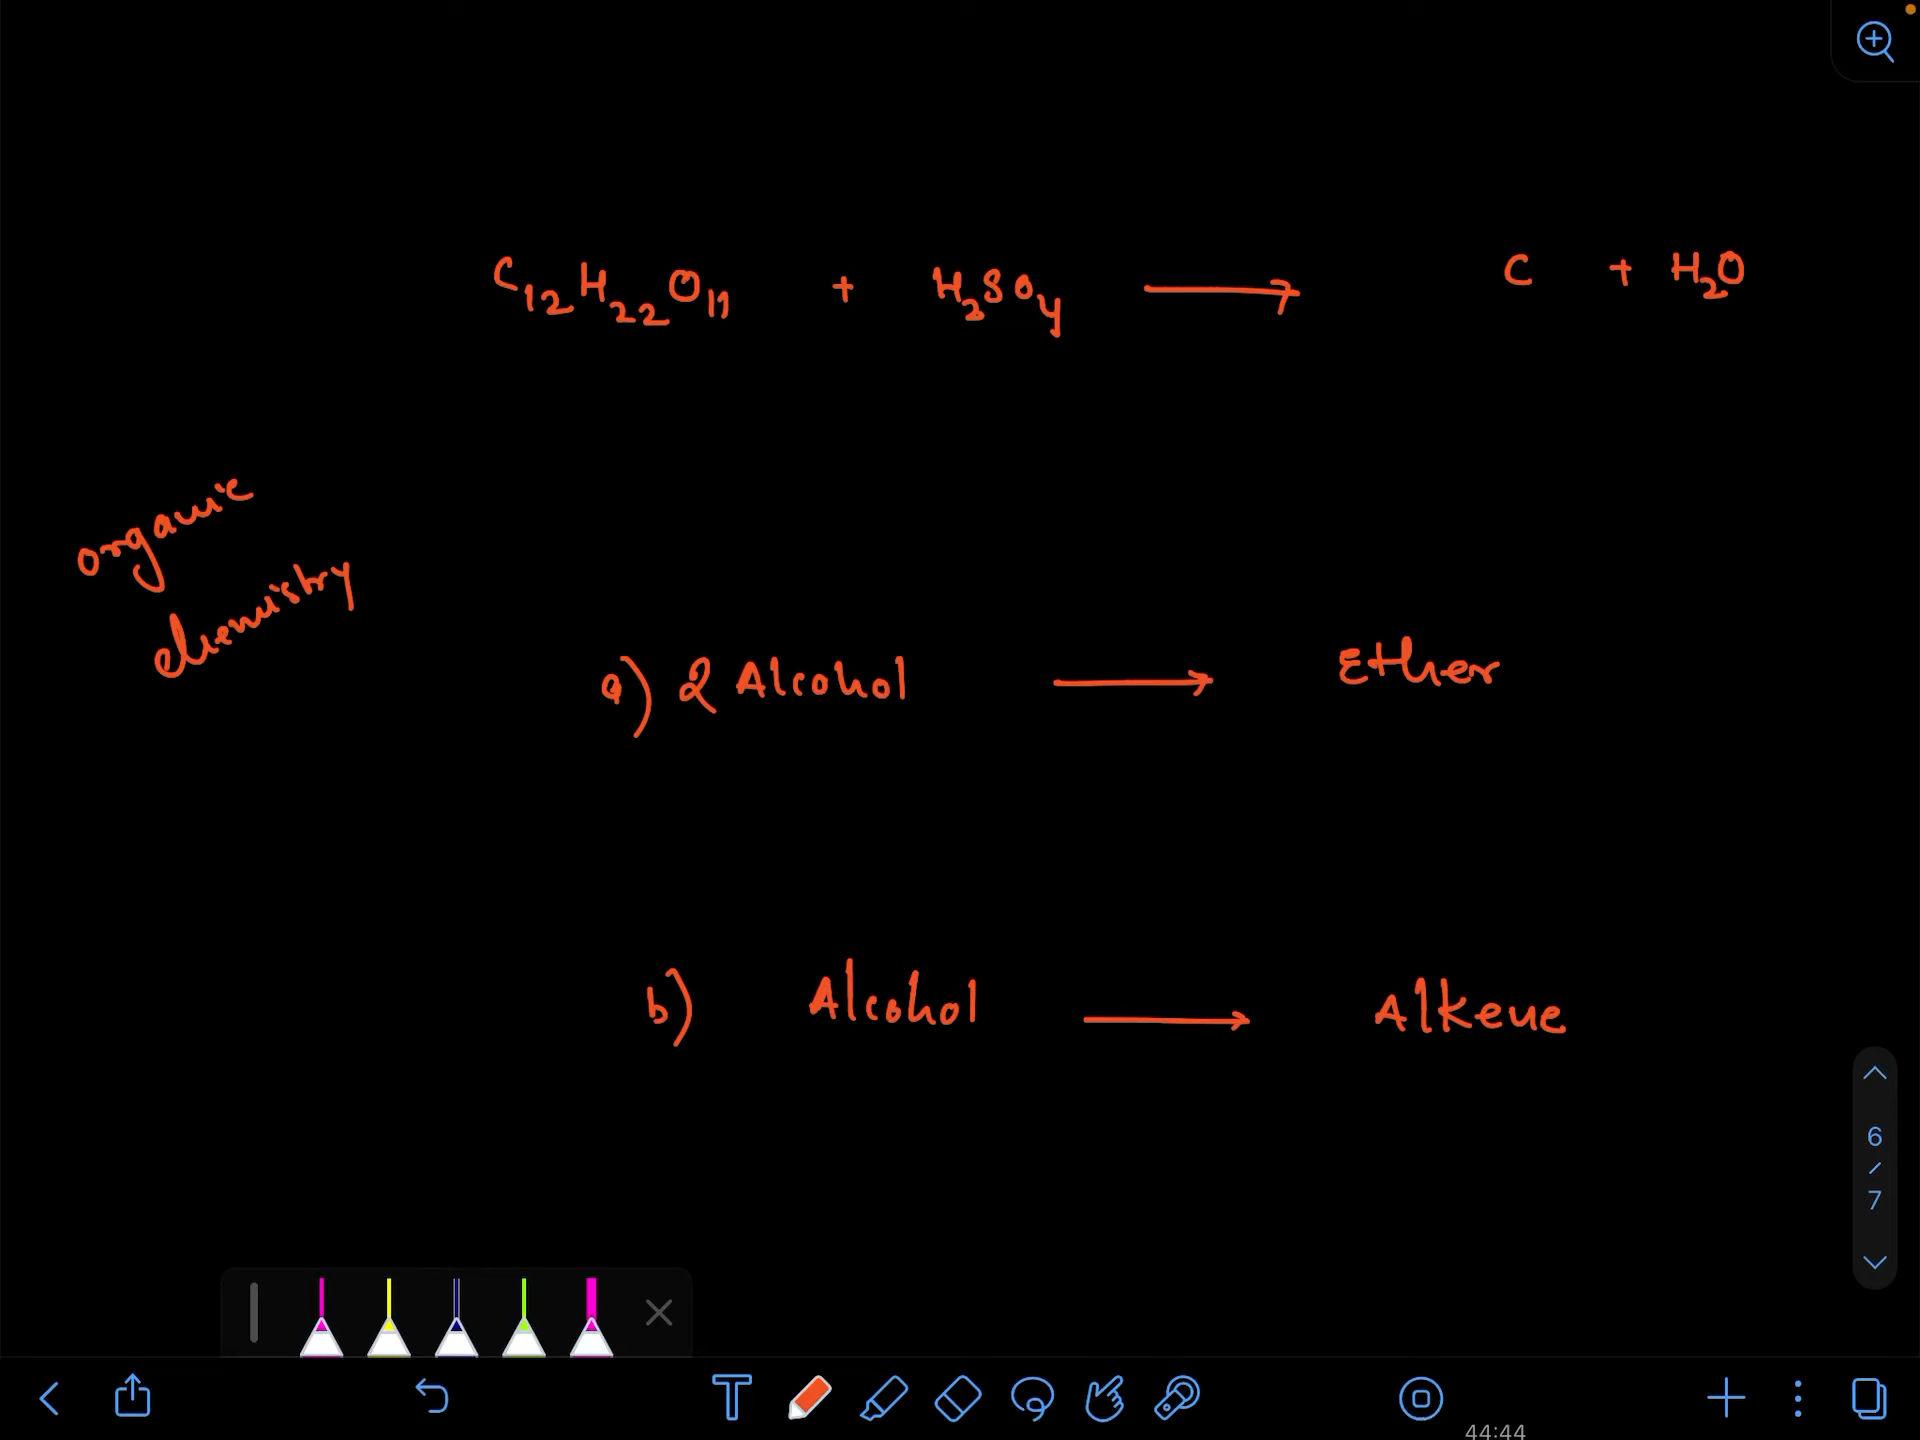 C12H22O11 + H2SO4 → C + H2O
organic
chemistry
a) 2 Alcohol → Ether
b) Alcohol → Alkene
6
/
7
T
44:44